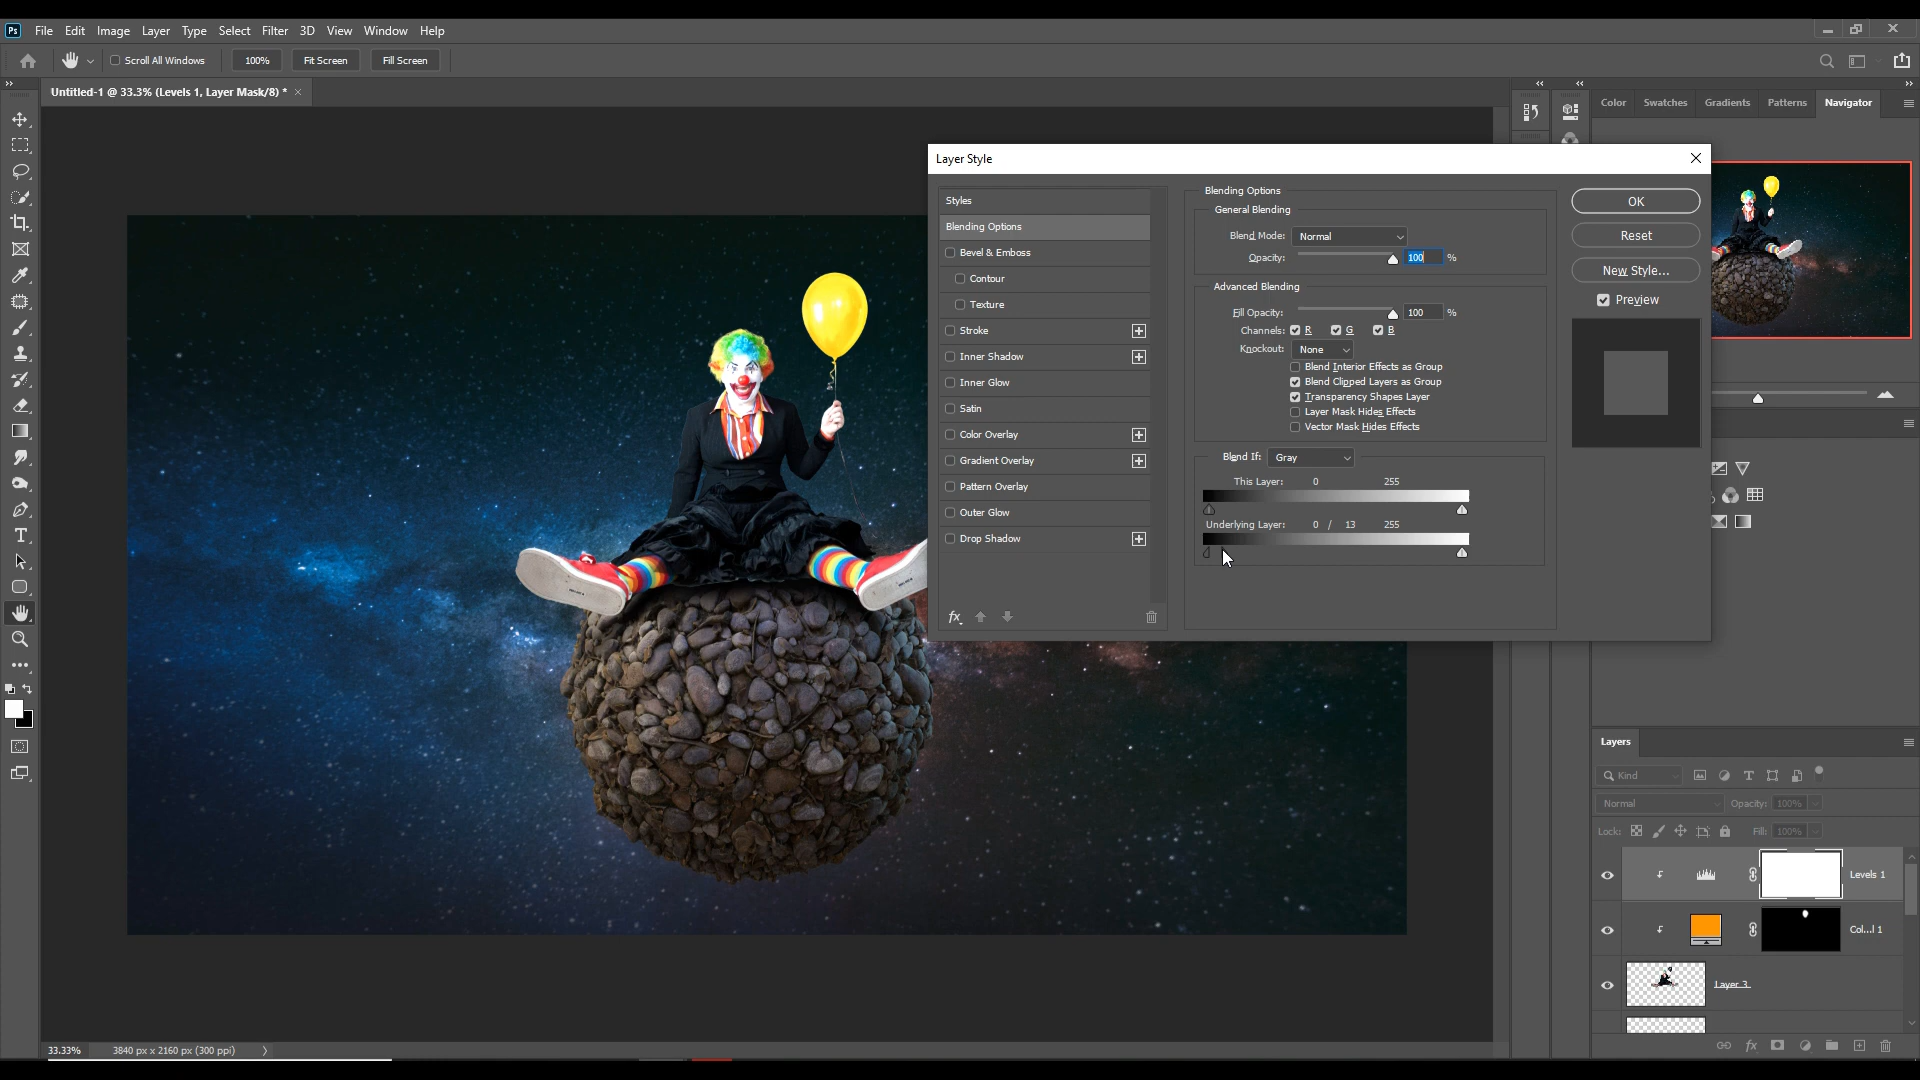 Ps File Edit Image Layer Type Select Filter 3D View Window Help
Scroll All Windows 100% Fit Screen Fill Screen
Untitled-1 @ 33.3% (Levels 1, Layer Mask/8) * ×
Color Swatches Gradients Patterns Navigator
Layer Style
Styles
Blending Options
Bevel & Emboss
Contour
Texture
Stroke
Inner Shadow
Inner Glow
Satin
Color Overlay
Gradient Overlay
Pattern Overlay
Outer Glow
Drop Shadow
fx
Blending Options
General Blending
Blend Mode: Normal
Opacity: 100 %
Advanced Blending
Fill Opacity: 100 %
Channels: R G B
Knockout: None
Blend Interior Effects as Group
Blend Clipped Layers as Group
Transparency Shapes Layer
Layer Mask Hides Effects
Vector Mask Hides Effects
Blend If: Gray
This Layer: 0 255
Underlying Layer: 0 / 13 255
OK
Reset
New Style...
Preview
Layers
Kind
Normal Opacity: 100%
Lock: Fill: 100%
Levels 1
Col...l 1
Layer 3
fx
33.33% 3840 px x 2160 px (300 ppi)